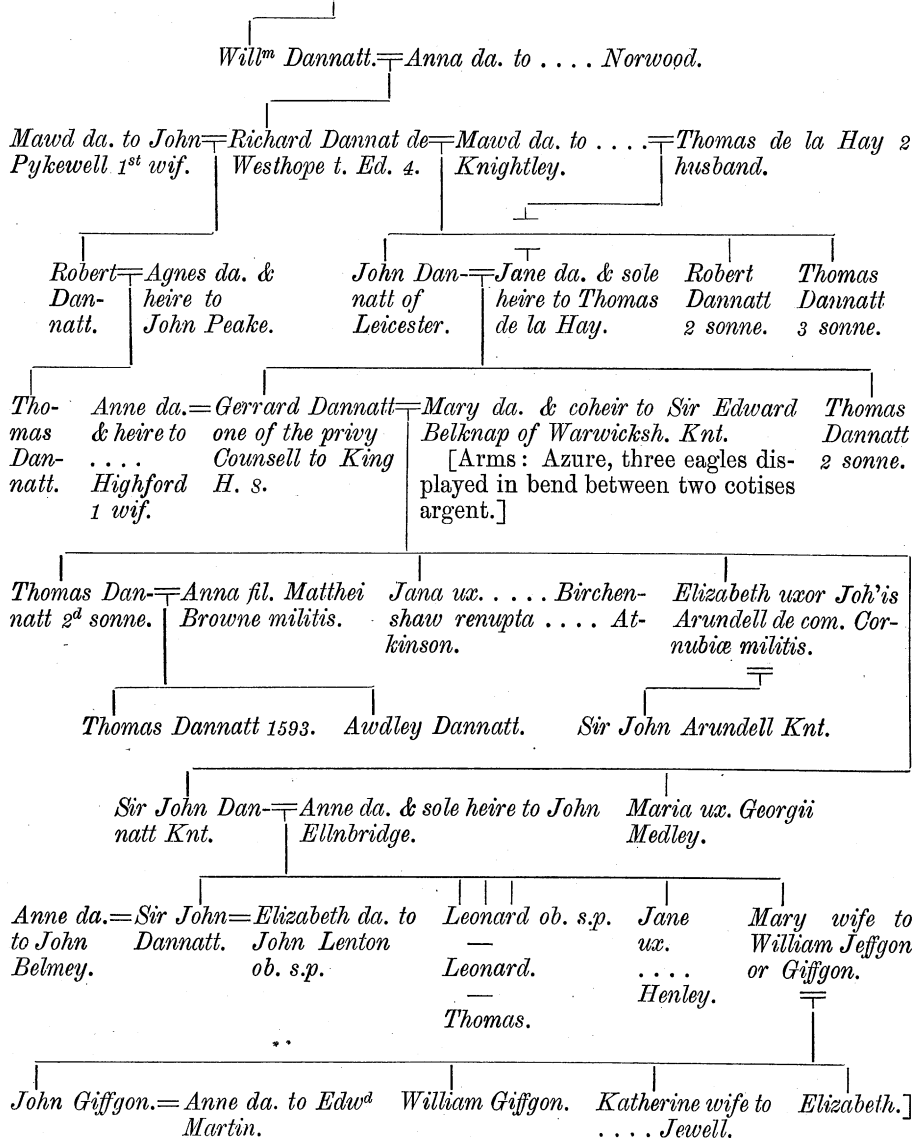 Willᵐ Dannatt. = Anna da. to . . . . Norwood.
Mawd da. to John = Richard Dannat de = Mawd da. to . . . . = Thomas de la Hay 2
Pykewell 1ˢᵗ wif. Westhope t. Ed. 4. Knightley. husband.
Robert = Agnes da. &
Dan- heire to
natt. John Peake.
John Dan- = Jane da. & sole
natt of heire to Thomas
Leicester. de la Hay.
Robert
Dannatt
2 sonne.
Thomas
Dannatt
3 sonne.
Tho-
mas
Dan-
natt.
Anne da. = Gerrard Dannatt = Mary da. & coheir to Sir Edward
& heire to one of the privy Belknap of Warwicksh. Knt.
. . . . Counsell to King [Arms: Azure, three eagles dis-
Highford H. 8. played in bend between two cotises
1 wif. argent.]
Thomas
Dannatt
2 sonne.
Thomas Dan- = Anna fil. Matthei
natt 2ᵈ sonne. Browne militis.
Jana ux. . . . . . Birchen-
shaw renupta . . . . At-
kinson.
Elizabeth uxor Joh'is
Arundell de com. Cor-
nubiæ militis.
Thomas Dannatt 1593. Awdley Dannatt. Sir John Arundell Knt.
Sir John Dan- = Anne da. & sole heire to John
natt Knt. Ellnbridge.
Maria ux. Georgii
Medley.
Anne da. = Sir John = Elizabeth da. to
to John Dannatt. John Lenton
Belmey. ob. s.p.
Leonard ob. s.p.
—
Leonard.
—
Thomas.
Jane
ux.
. . . .
Henley.
Mary wife to
William Jeffgon
or Giffgon.
John Giffgon. = Anne da. to Edwᵈ
Martin.
William Giffgon.
Katherine wife to
. . . . Jewell.
Elizabeth.]